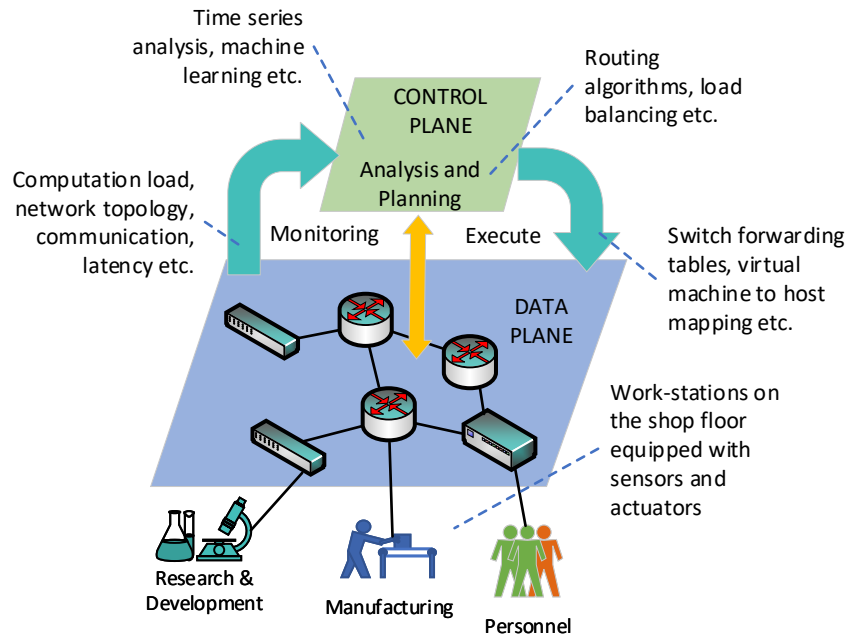 Time series
analysis, machine
learning etc.
Routing
algorithms, load
balancing etc.
CONTROL
PLANE
Analysis and
Planning
Computation load,
network topology,
communication,
latency etc.
Monitoring
Execute
Switch forwarding
tables, virtual
machine to host
mapping etc.
DATA
PLANE
Work-stations on
the shop floor
equipped with
sensors and
actuators
Research &
Development
Manufacturing
Personnel